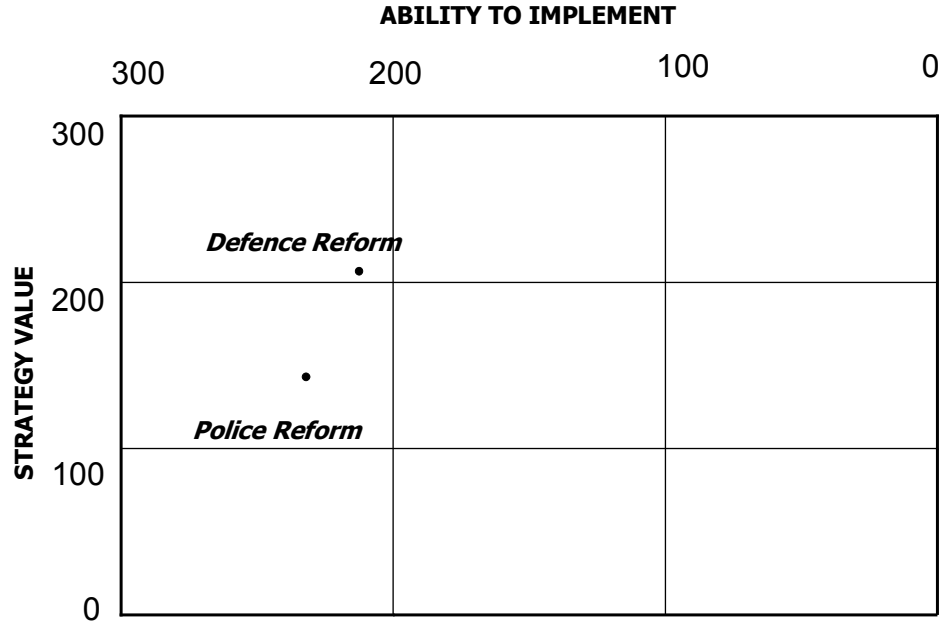 ABILITY TO IMPLEMENT
300 200 100 0
300
Defence Reform
200
STRATEGY VALUE
Police Reform
100
0